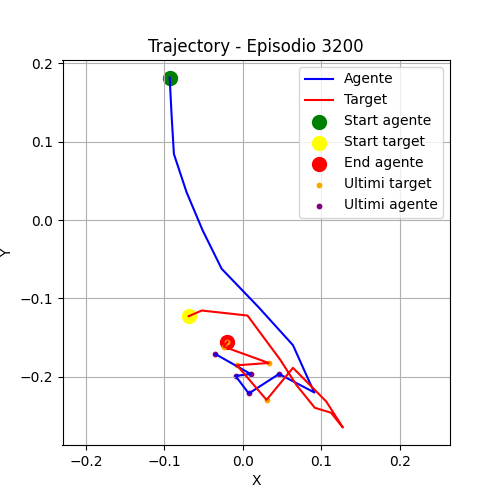 Trajectory - Episodio 3200
Agente
Target
Start agente
Start target
End agente
Ultimi target
Ultimi agente
0.2
0.1
0.0
−0.1
−0.2
Y
−0.2
−0.1
0.0
0.1
0.2
X